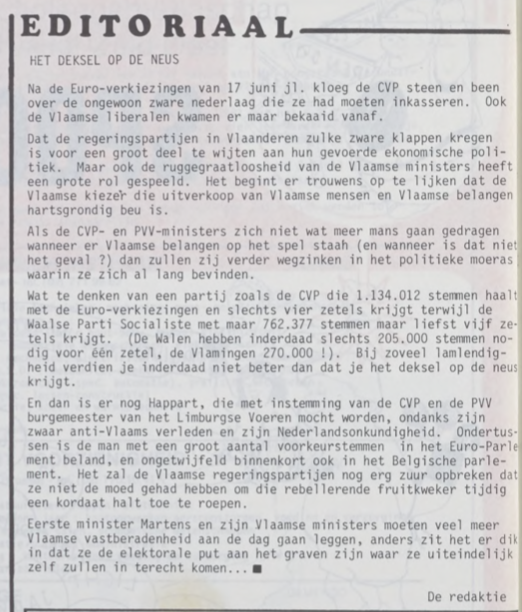 EDITORIAAL
HET DEKSEL OP DE NEUS
Na de Euro-verkiezingen van 17 juni jl. kloeg de CVP steen en been
over de ongewoon zware nederlaag die ze had moeten inkasseren. Ook
de Vlaamse liberalen kwamen er maar bekaaid vanaf.
Dat de regeringspartijen in Vlaanderen zulke zware klappen kregen
is voor een groot deel te wijten aan hun gevoerde ekonomische poli-
tiek. Maar ook de ruggegraatloosheid van de Vlaamse ministers heeft
een grote rol gespeeld. Het begint er trouwens op te lijken dat de
Vlaamse kiezer die uitverkoop van Vlaamse mensen en Vlaamse belangen
hartsgrondig beu is.
Als de CVP- en PVV-ministers zich niet wat meer mans gaan gedragen
wanneer er Vlaamse belangen op het spel staah (en wanneer is dat niet
het geval ?) dan zullen zij verder wegzinken in het politieke moeras
waarin ze zich al lang bevinden.
Wat te denken van een partij zoals de CVP die 1.134.012 stemmen haalt
met de Euro-verkiezingen en slechts vier zetels krijgt terwijl de
Waalse Parti Socialiste met maar 762.377 stemmen maar liefst vijf ze-
tels krijgt. (De Walen hebben inderdaad slechts 205.000 stemmen no-
dig voor één zetel, de Vlamingen 270.000 !). Bij zoveel lamlendig-
heid verdien je inderdaad niet beter dan dat je het deksel op de neus
krijgt.
En dan is er nog Happart, die met instemming van de CVP en de PVV
burgemeester van het Limburgse Voeren mocht worden, ondanks zijn
zwaar anti-Vlaams verleden en zijn Nederlandsonkundigheid. Ondertus-
sen is de man met een groot aantal voorkeurstemmen in het Euro-Parle
ment beland, en ongetwijfeld binnenkort ook in het Belgische parle-
ment. Het zal de Vlaamse regeringspartijen nog erg zuur opbreken dat
ze niet de moed gehad hebben om die rebellerende fruitkweker tijdig
een kordaat halt toe te roepen.
Eerste minister Martens en zijn Vlaamse ministers moeten veel meer
Vlaamse vastberadenheid aan de dag gaan leggen, anders zit het er dik
in dat ze de elektorale put aan het graven zijn waar ze uiteindelijk
zelf zullen in terecht komen... ■
De redaktie